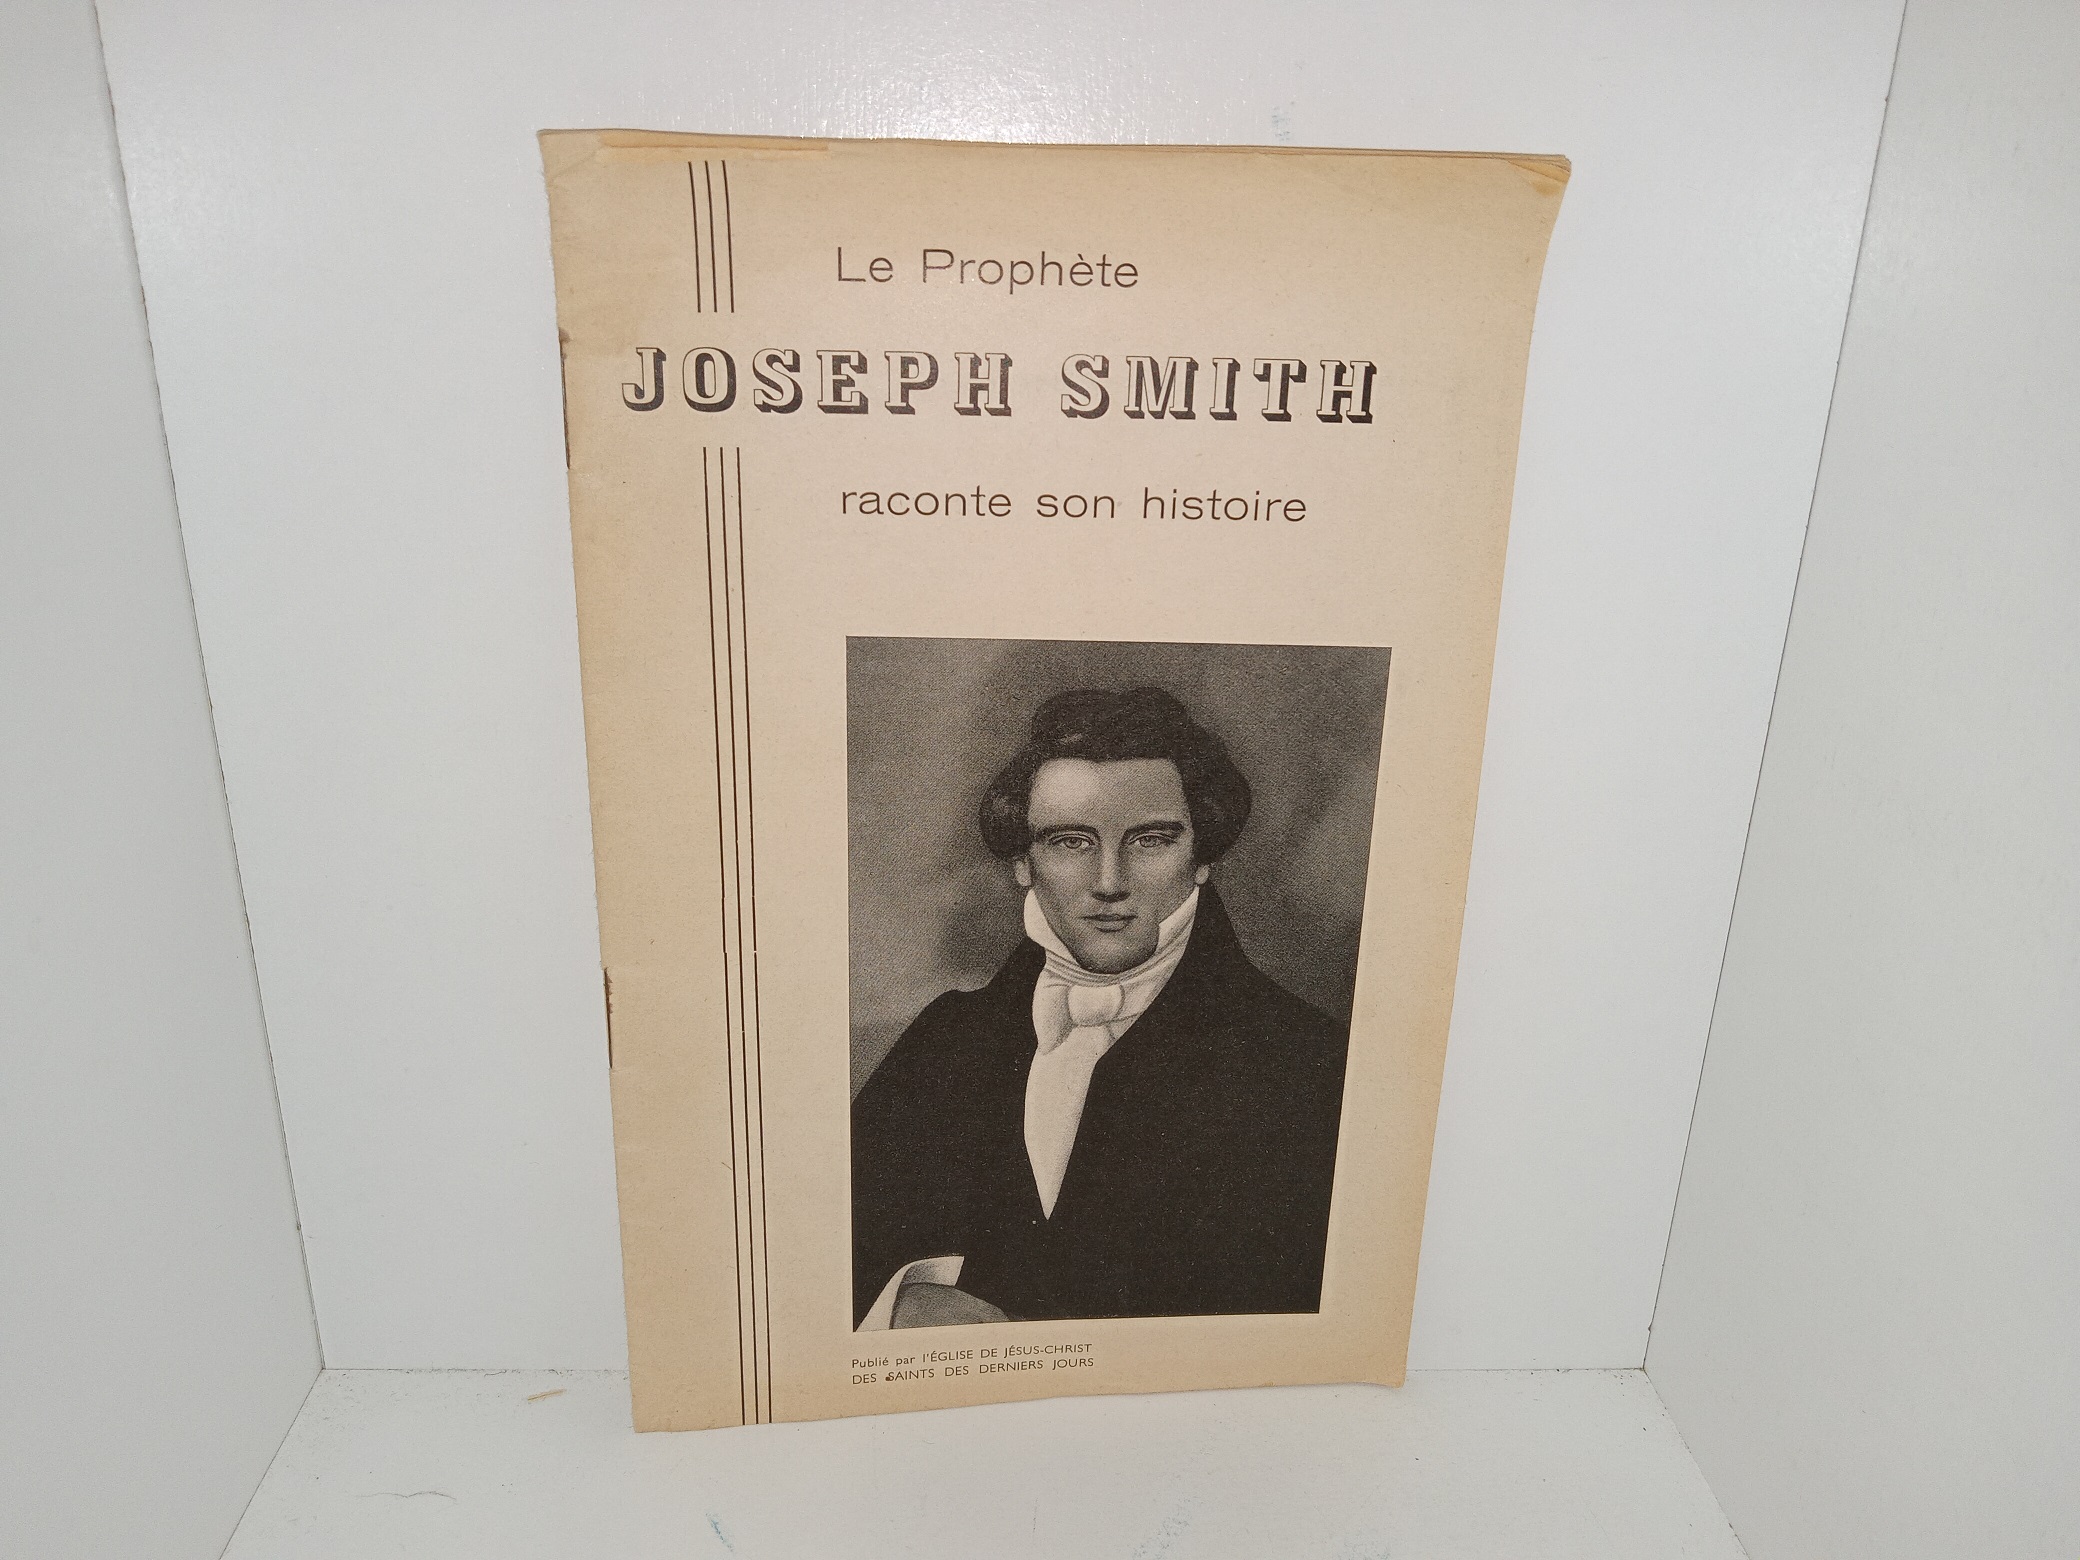 Le Prophète
JOSEPH SMITH
raconte son histoire
Publié par l'ÉGLISE DE JÉSUS-CHRIST
DES SAINTS DES DERNIERS JOURS